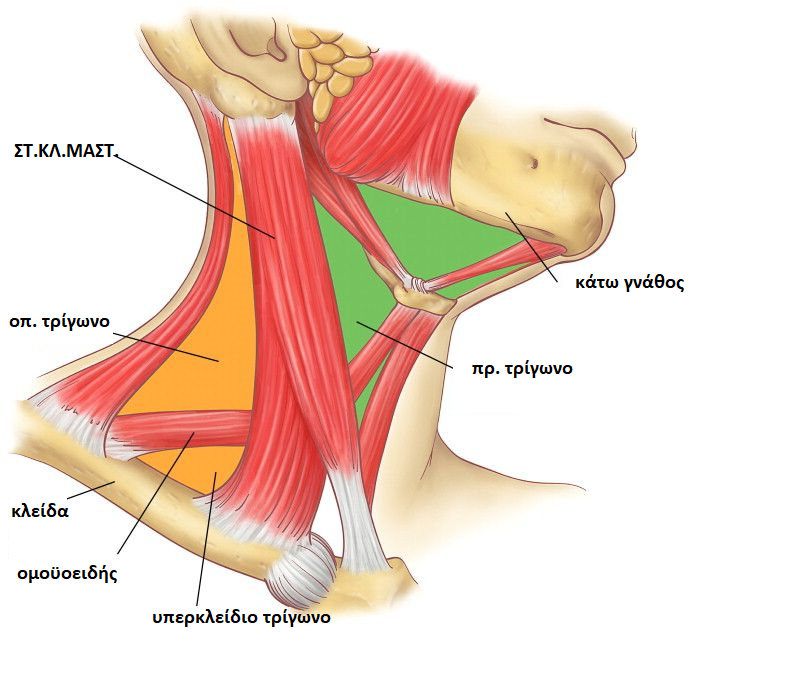 ΣΤ.ΚΛ.ΜΑΣΤ.
κάτω γνάθος
οπ. τρίγωνο
πρ. τρίγωνο
κλείδα
ομοϋοειδής
υπερκλείδιο τρίγωνο